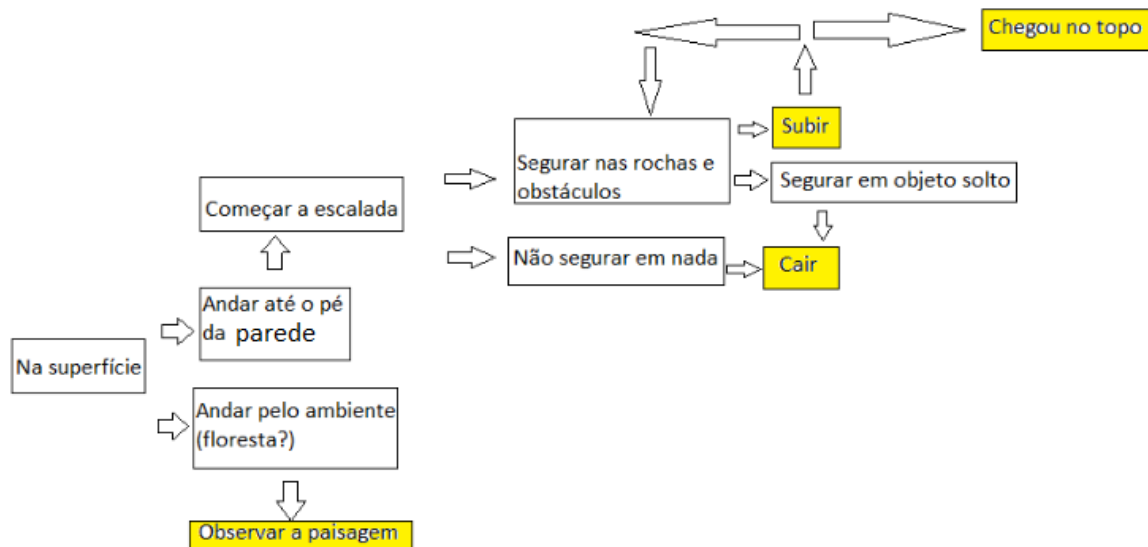 Chegou no topo
Subir
Segurar nas rochas e
obstáculos
Segurar em objeto solto
Começar a escalada
Não segurar em nada
Cair
Andar até o pé
da parede
Na superfície
Andar pelo ambiente
(floresta?)
Observar a paisagem